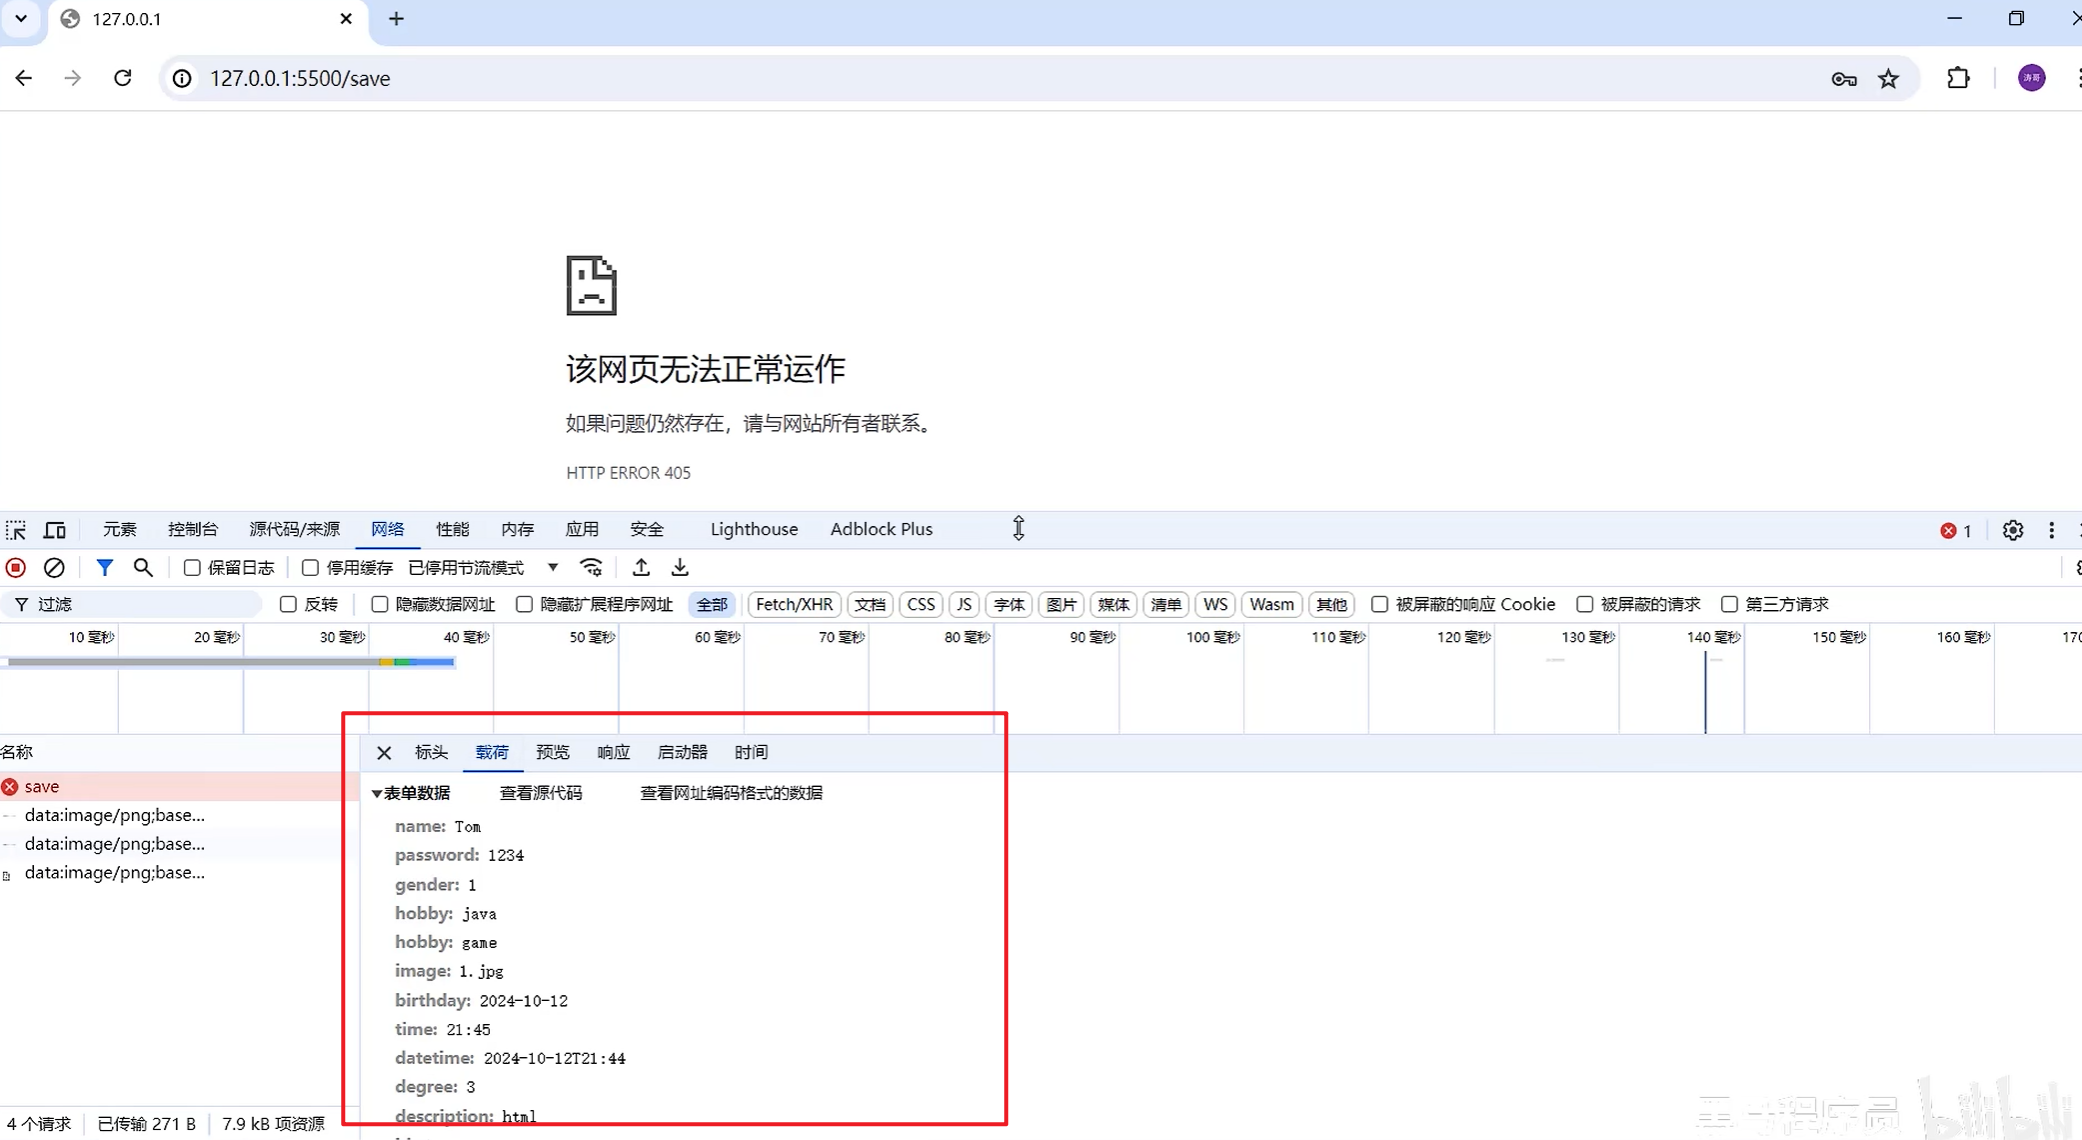 127.0.0.1
127.0.0.1:5500/save
涛哥
该网页无法正常运作
如果问题仍然存在，请与网站所有者联系。
HTTP ERROR 405
元素 控制台 源代码/来源 网络 性能 内存 应用 安全 Lighthouse Adblock Plus 1
保留日志 停用缓存 已停用节流模式
过滤 反转 隐藏数据网址 隐藏扩展程序网址 全部 Fetch/XHR 文档 CSS JS 字体 图片 媒体 清单 WS Wasm 其他 被屏蔽的响应 Cookie 被屏蔽的请求 第三方请求
10 毫秒 20 毫秒 30 毫秒 40 毫秒 50 毫秒 60 毫秒 70 毫秒 80 毫秒 90 毫秒 100 毫秒 110 毫秒 120 毫秒 130 毫秒 140 毫秒 150 毫秒 160 毫秒
名称
标头 载荷 预览 响应 启动器 时间
save
data:image/png;base...
data:image/png;base...
data:image/png;base...
表单数据 查看源代码 查看网址编码格式的数据
name: Tom
password: 1234
gender: 1
hobby: java
hobby: game
image: 1.jpg
birthday: 2024-10-12
time: 21:45
datetime: 2024-10-12T21:44
degree: 3
description: html
4 个请求 已传输 271 B 7.9 kB 项资源
黑马程序员 bilibili